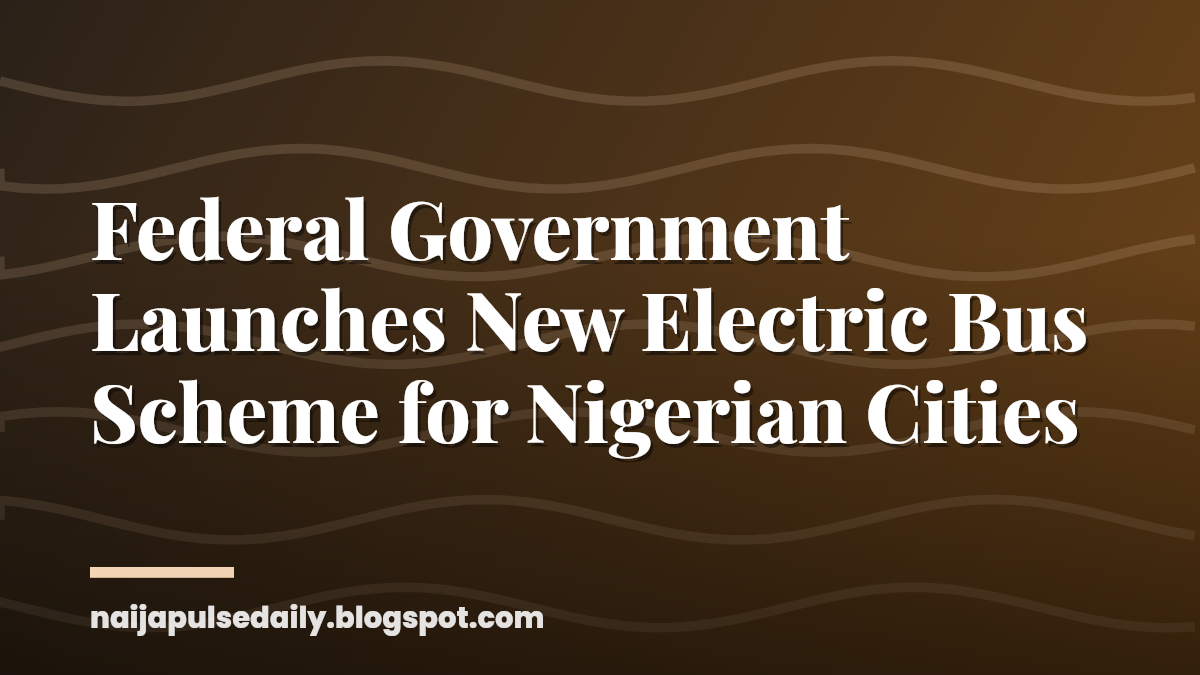 Federal Government
Launches New Electric Bus
Scheme for Nigerian Cities
naijapulsedaily.blogspot.com